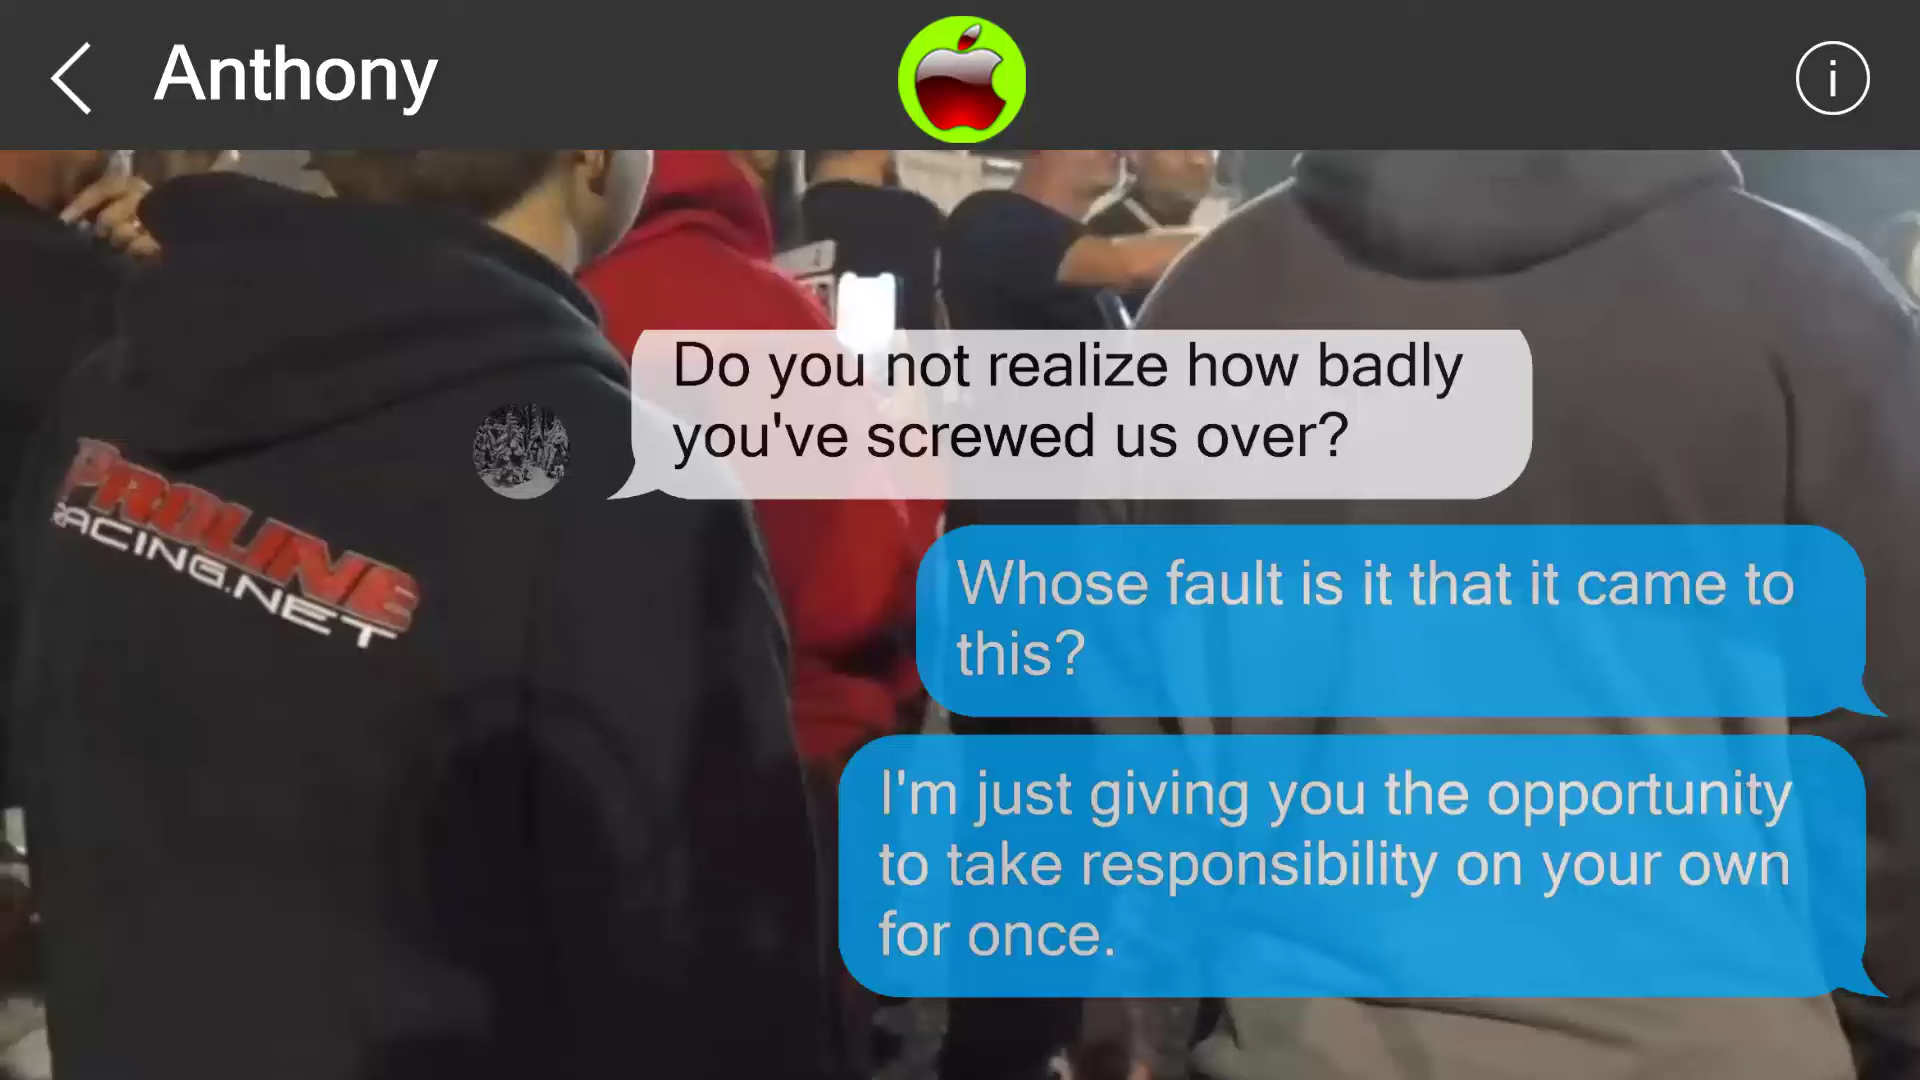 Anthony
i
Do you not realize how badly
you've screwed us over?
Whose fault is it that it came to
this?
I'm just giving you the opportunity
to take responsibility on your own
for once.
PROLINE
RACING.NET